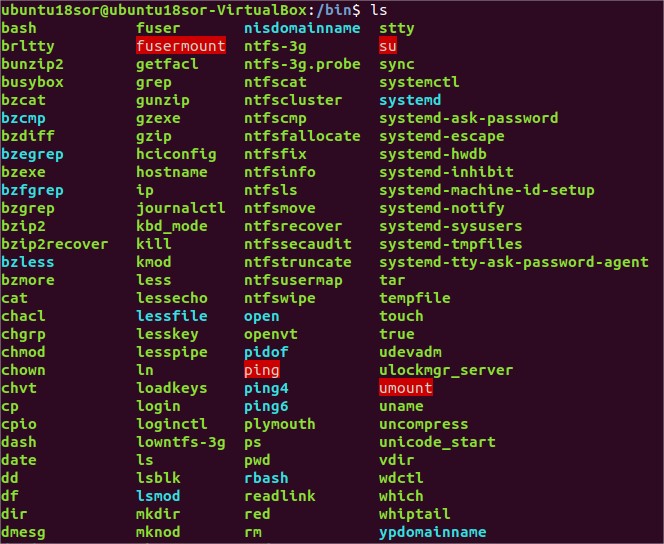 ubuntu18sor@ubuntu18sor-VirtualBox:/bin$ ls
bash fuser nisdomainname stty
brltty fusermount ntfs-3g su
bunzip2 getfacl ntfs-3g.probe sync
busybox grep ntfscat systemctl
bzcat gunzip ntfscluster systemd
bzcmp gzexe ntfscmp systemd-ask-password
bzdiff gzip ntfsfallocate systemd-escape
bzegrep hciconfig ntfsfix systemd-hwdb
bzexe hostname ntfsinfo systemd-inhibit
bzfgrep ip ntfsls systemd-machine-id-setup
bzgrep journalctl ntfsmove systemd-notify
bzip2 kbd_mode ntfsrecover systemd-sysusers
bzip2recover kill ntfssecaudit systemd-tmpfiles
bzless kmod ntfstruncate systemd-tty-ask-password-agent
bzmore less ntfsusermap tar
cat lessecho ntfswipe tempfile
chacl lessfile open touch
chgrp lesskey openvt true
chmod lesspipe pidof udevadm
chown ln ping ulockmgr_server
chvt loadkeys ping4 umount
cp login ping6 uname
cpio loginctl plymouth uncompress
dash lowntfs-3g ps unicode_start
date ls pwd vdir
dd lsblk rbash wdctl
df lsmod readlink which
dir mkdir red whiptail
dmesg mknod rm ypdomainname